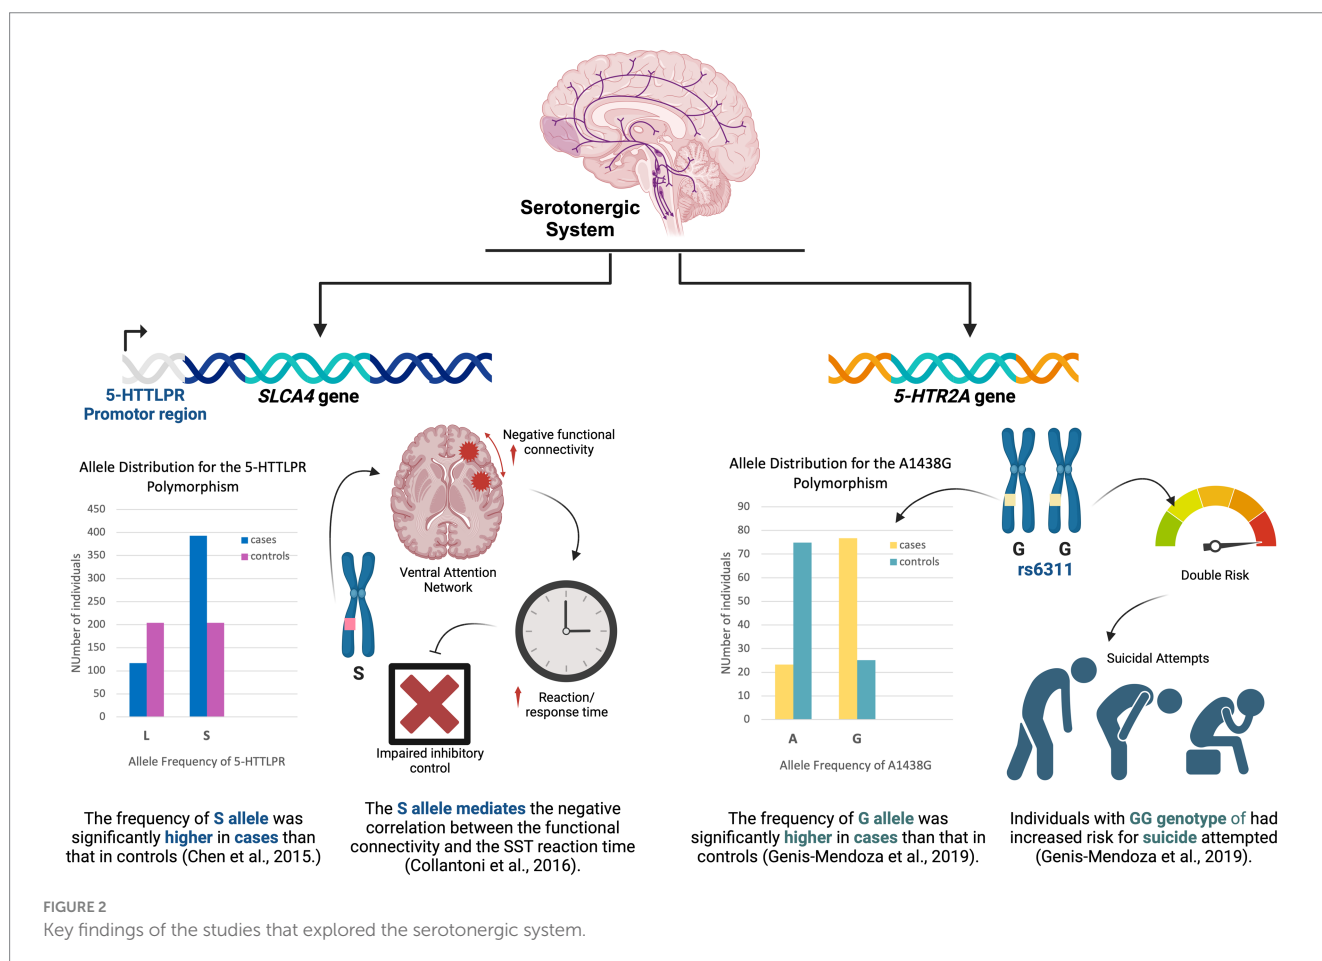 Serotonergic
System
5-HTTLPR
Promotor region
SLCA4 gene
Allele Distribution for the 5-HTTLPR
Polymorphism
NUmber of individuals
450
400
350
300
250
200
150
100
50
0
cases
controls
L
S
Allele Frequency of 5-HTTLPR
The frequency of S allele was
significantly higher in cases than
that in controls (Chen et al., 2015.)
Negative functional
connectivity
Ventral Attention
Network
S
Reaction/
response time
Impaired inhibitory
control
The S allele mediates the negative
correlation between the functional
connectivity and the SST reaction time
(Collantoni et al., 2016).
5-HTR2A gene
Allele Distribution for the A1438G
Polymorphism
NUmber of individuals
90
80
70
60
50
40
30
20
10
0
cases
controls
A
G
Allele Frequency of A1438G
The frequency of G allele was
significantly higher in cases than that in
controls (Genis-Mendoza et al., 2019).
G G
rs6311
Double Risk
Suicidal Attempts
Individuals with GG genotype of had
increased risk for suicide attempted
(Genis-Mendoza et al., 2019).
FIGURE 2
Key findings of the studies that explored the serotonergic system.